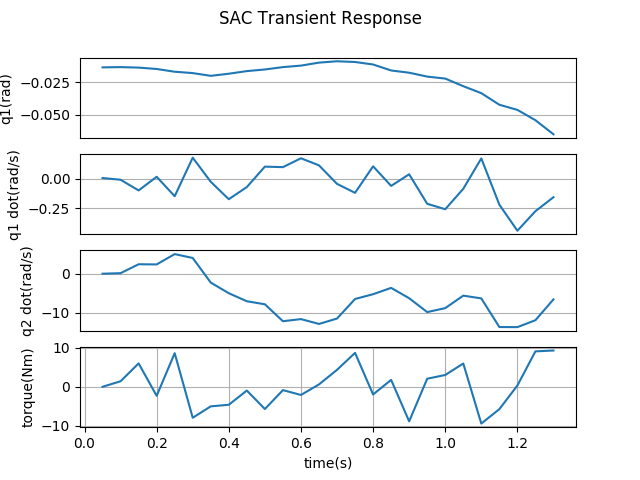 SAC Transient Response
q1(rad)
−0.025
−0.050
q1 dot(rad/s)
0.00
−0.25
q2 dot(rad/s)
0
−10
torque(Nm)
10
0
−10
0.0 0.2 0.4 0.6 0.8 1.0 1.2
time(s)